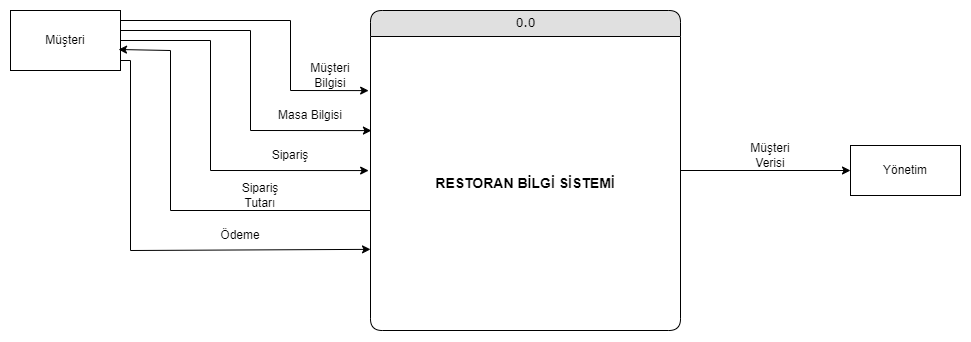 Müşteri
0.0
Müşteri
Bilgisi
Masa Bilgisi
Sipariş
Sipariş
Tutarı
Ödeme
RESTORAN BİLGİ SİSTEMİ
Müşteri
Verisi
Yönetim